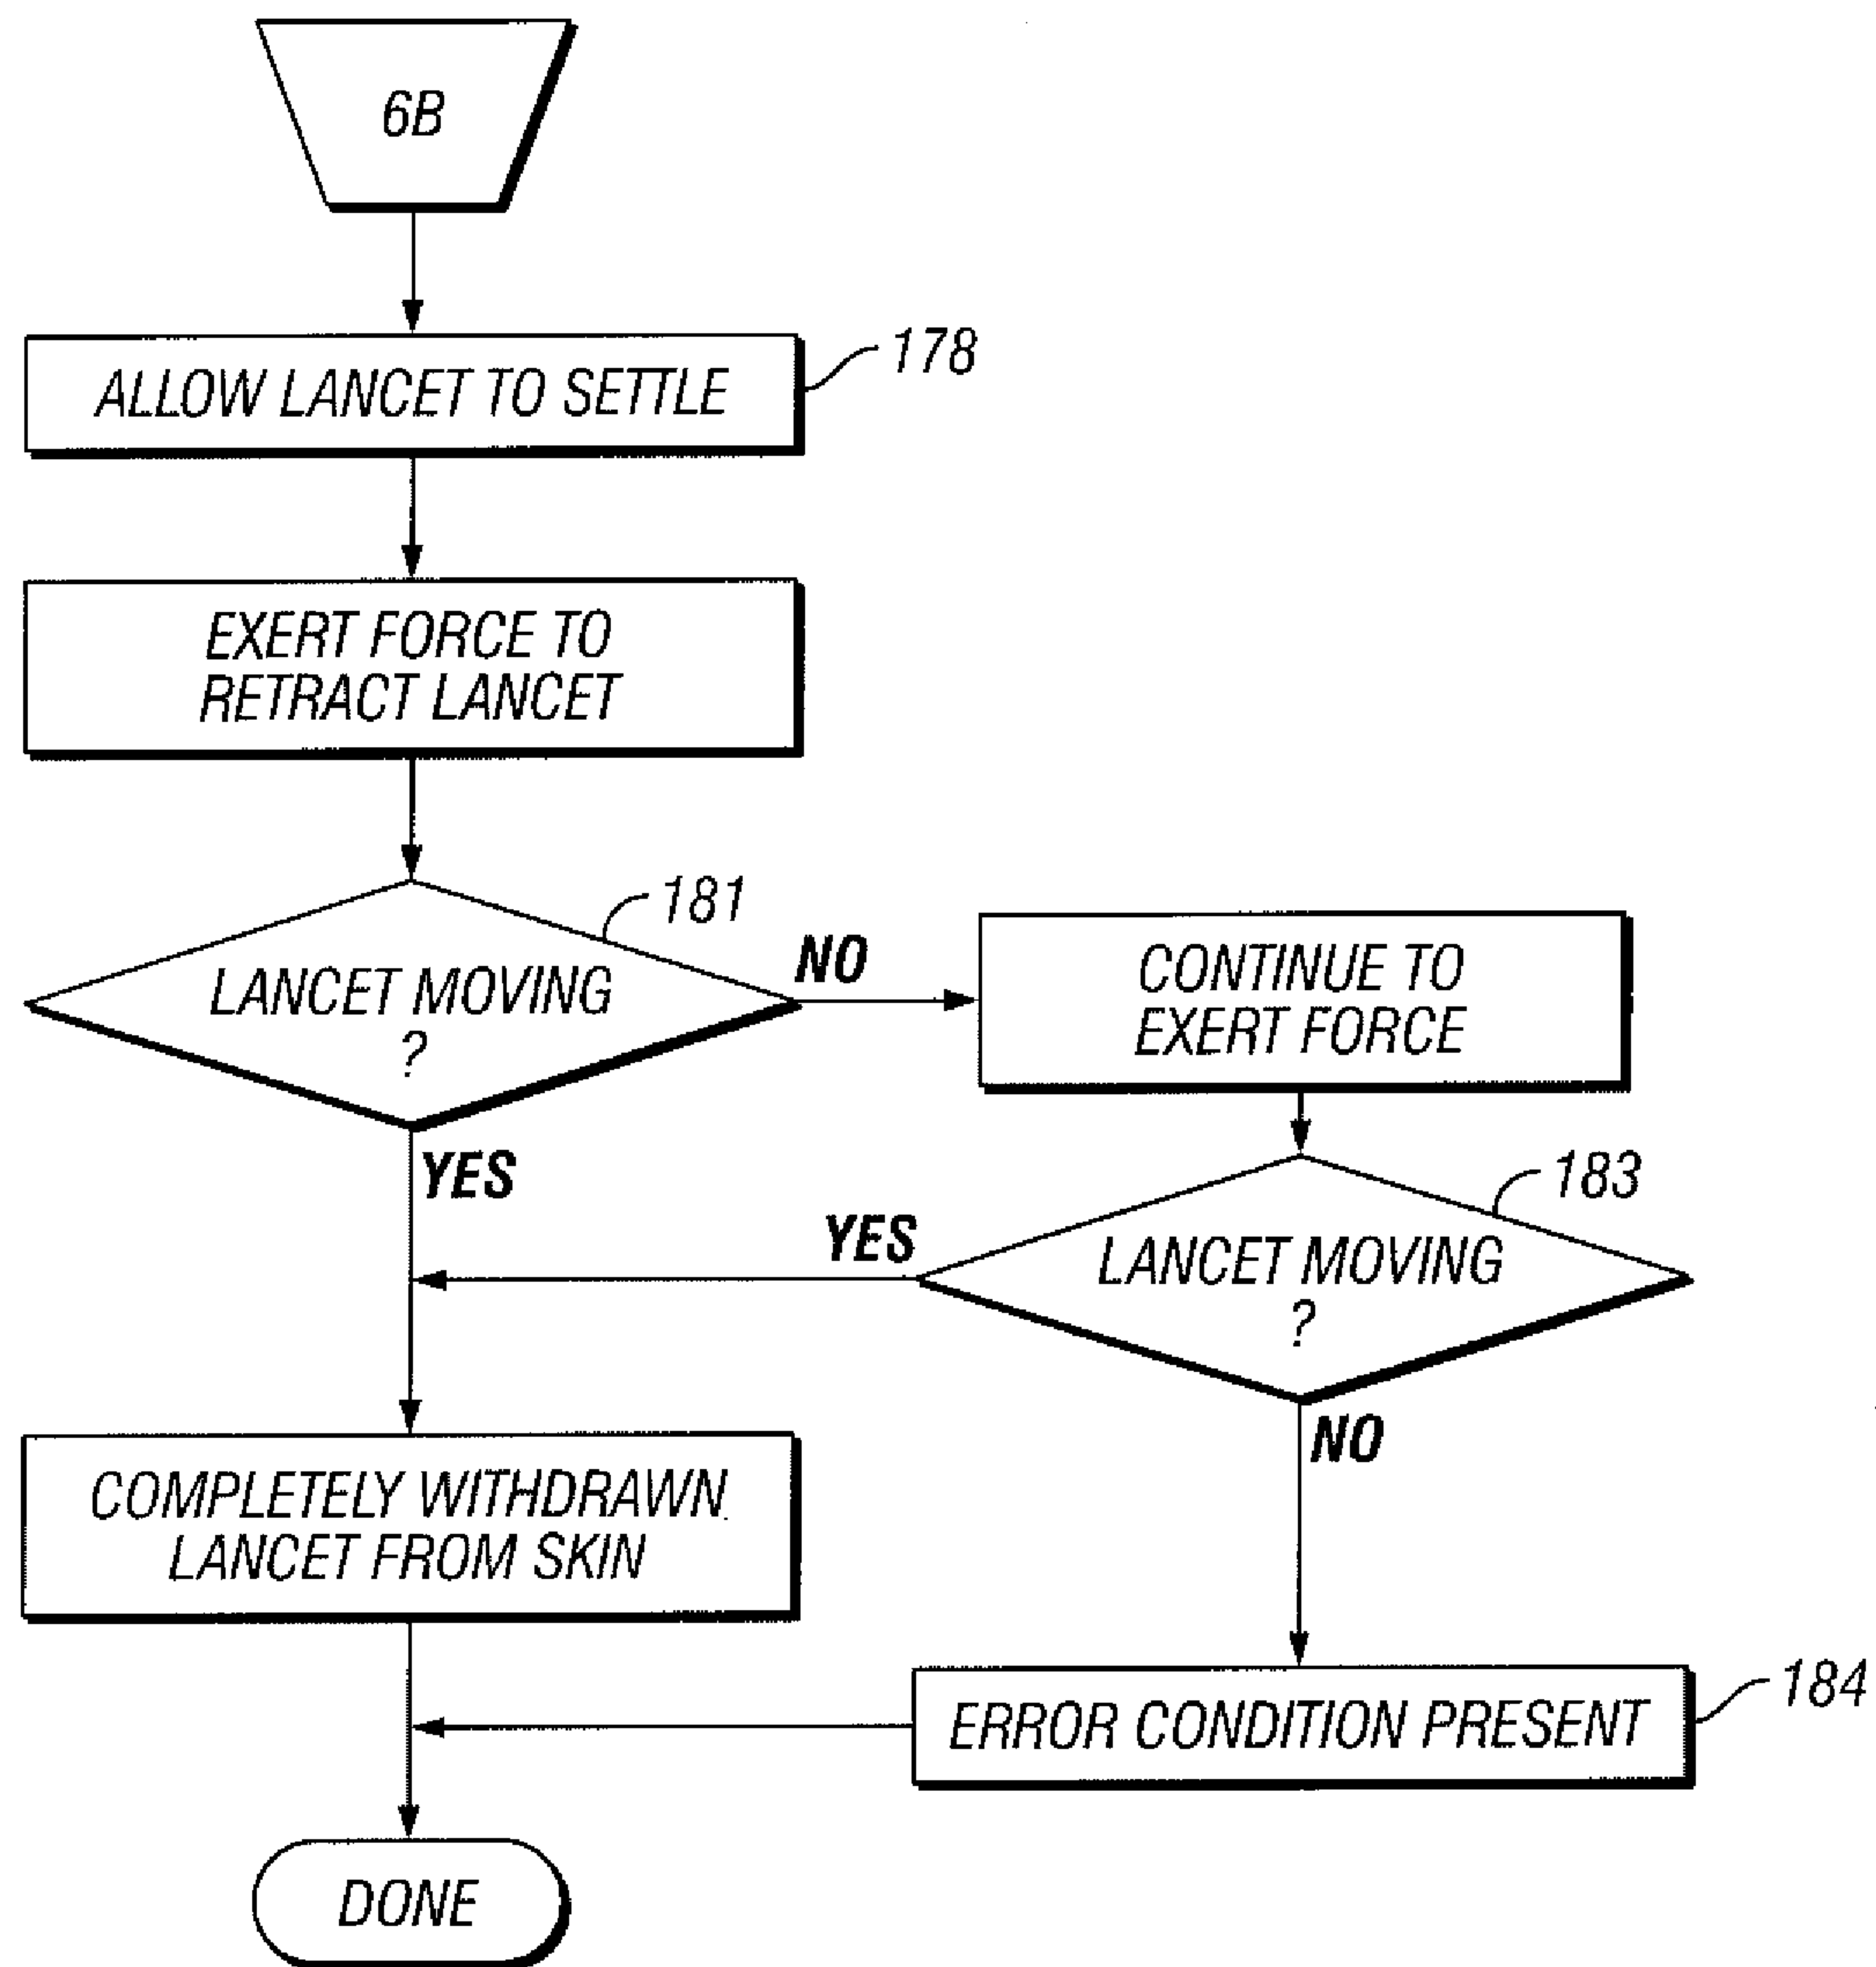 6B
ALLOW LANCET TO SETTLE
178
EXERT FORCE TO
RETRACT LANCET
181
LANCET MOVING
?
NO
CONTINUE TO
EXERT FORCE
YES
183
LANCET MOVING
?
YES
NO
COMPLETELY WITHDRAWN
LANCET FROM SKIN
ERROR CONDITION PRESENT
184
DONE